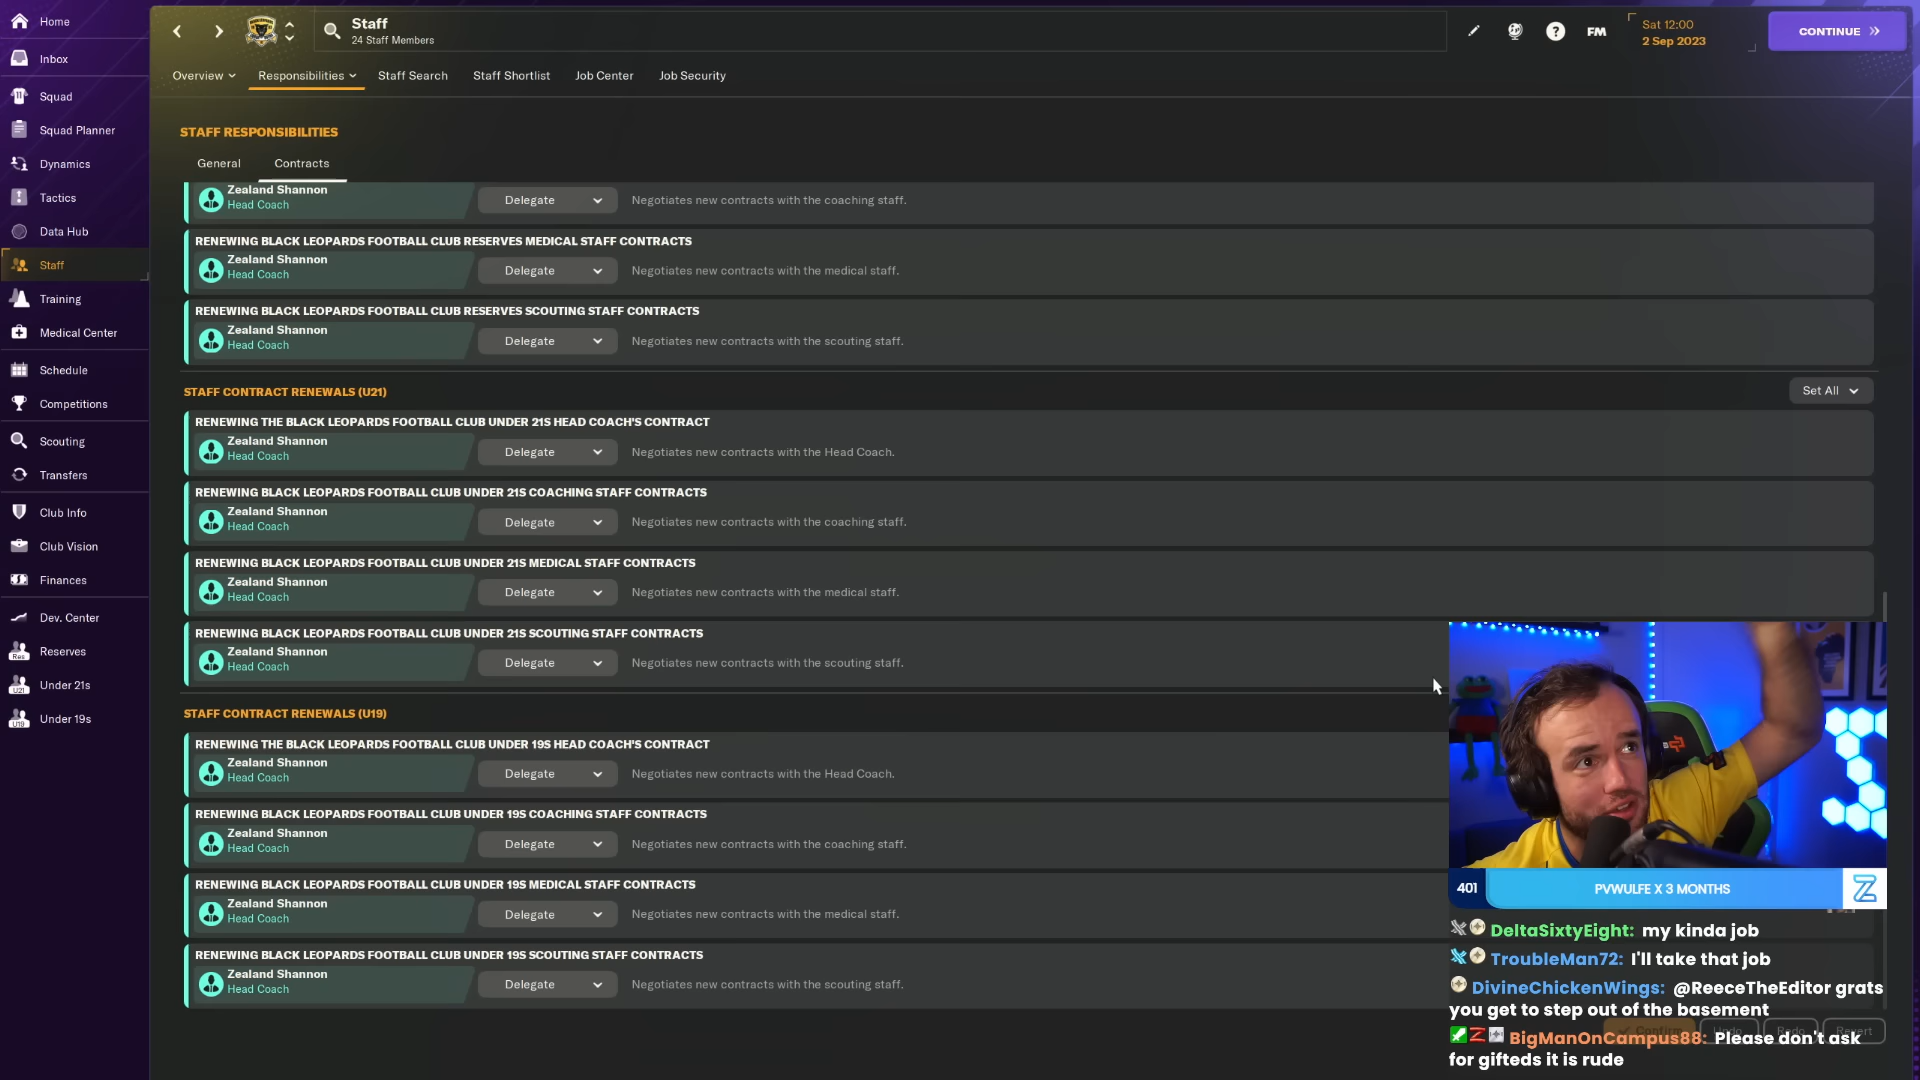 Home
Inbox
Squad
Squad Planner
Dynamics
Tactics
Data Hub
Staff
Training
Medical Center
Schedule
Competitions
Scouting
Transfers
Club Info
Club Vision
Finances
Dev. Center
Reserves
Under 21s
Under 19s
Staff
24 Staff Members
FM
Sat 12:00
2 Sep 2023
CONTINUE
Overview
Responsibilities
Staff Search
Staff Shortlist
Job Center
Job Security
STAFF RESPONSIBILITIES
General
Contracts
Zealand Shannon
Head Coach
Delegate
Negotiates new contracts with the coaching staff.
RENEWING BLACK LEOPARDS FOOTBALL CLUB RESERVES MEDICAL STAFF CONTRACTS
Zealand Shannon
Head Coach
Delegate
Negotiates new contracts with the medical staff.
RENEWING BLACK LEOPARDS FOOTBALL CLUB RESERVES SCOUTING STAFF CONTRACTS
Zealand Shannon
Head Coach
Delegate
Negotiates new contracts with the scouting staff.
STAFF CONTRACT RENEWALS (U21)
Set All
RENEWING THE BLACK LEOPARDS FOOTBALL CLUB UNDER 21S HEAD COACH'S CONTRACT
Zealand Shannon
Head Coach
Delegate
Negotiates new contracts with the Head Coach.
RENEWING BLACK LEOPARDS FOOTBALL CLUB UNDER 21S COACHING STAFF CONTRACTS
Zealand Shannon
Head Coach
Delegate
Negotiates new contracts with the coaching staff.
RENEWING BLACK LEOPARDS FOOTBALL CLUB UNDER 21S MEDICAL STAFF CONTRACTS
Zealand Shannon
Head Coach
Delegate
Negotiates new contracts with the medical staff.
RENEWING BLACK LEOPARDS FOOTBALL CLUB UNDER 21S SCOUTING STAFF CONTRACTS
Zealand Shannon
Head Coach
Delegate
Negotiates new contracts with the scouting staff.
STAFF CONTRACT RENEWALS (U19)
RENEWING THE BLACK LEOPARDS FOOTBALL CLUB UNDER 19S HEAD COACH'S CONTRACT
Zealand Shannon
Head Coach
Delegate
Negotiates new contracts with the Head Coach.
RENEWING BLACK LEOPARDS FOOTBALL CLUB UNDER 19S COACHING STAFF CONTRACTS
Zealand Shannon
Head Coach
Delegate
Negotiates new contracts with the coaching staff.
RENEWING BLACK LEOPARDS FOOTBALL CLUB UNDER 19S MEDICAL STAFF CONTRACTS
Zealand Shannon
Head Coach
Delegate
Negotiates new contracts with the medical staff.
RENEWING BLACK LEOPARDS FOOTBALL CLUB UNDER 19S SCOUTING STAFF CONTRACTS
Zealand Shannon
Head Coach
Delegate
Negotiates new contracts with the scouting staff.
401
PVWULFE X 3 MONTHS
Z
DeltaSixtyEight: my kinda job
TroubleMan72: I'll take that job
DivineChickenWings: @ReeceTheEditor grats
you get to step out of the basement
BigManOnCampus88: Please don't ask
for gifteds it is rude